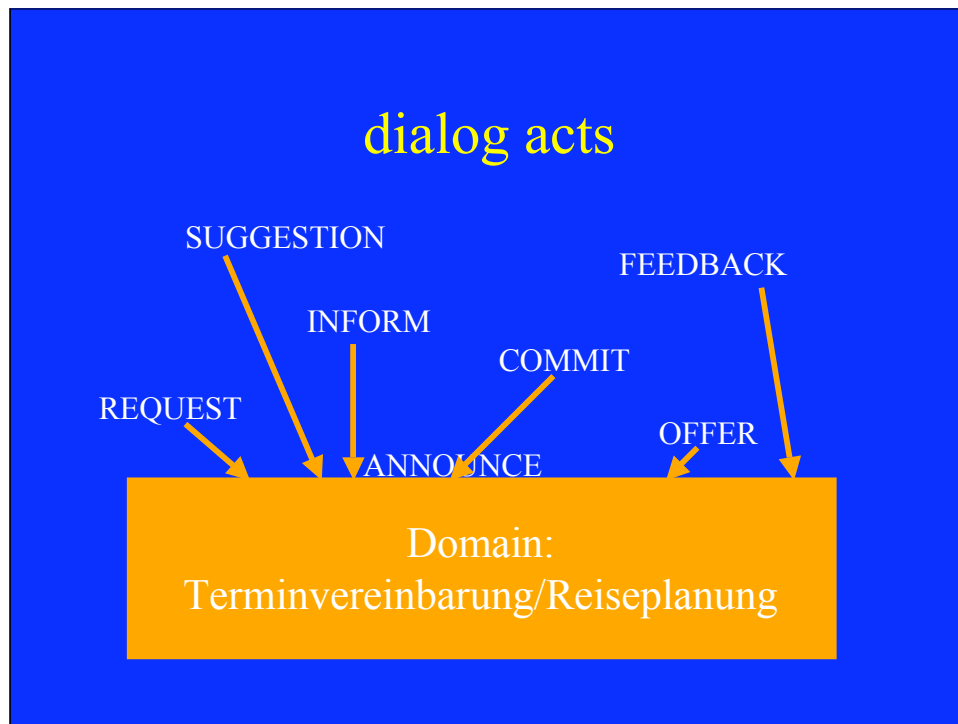 dialog acts
SUGGESTION
FEEDBACK
INFORM
COMMIT
REQUEST
OFFER
ANNOUNCE
Domain:
Terminvereinbarung/Reiseplanung